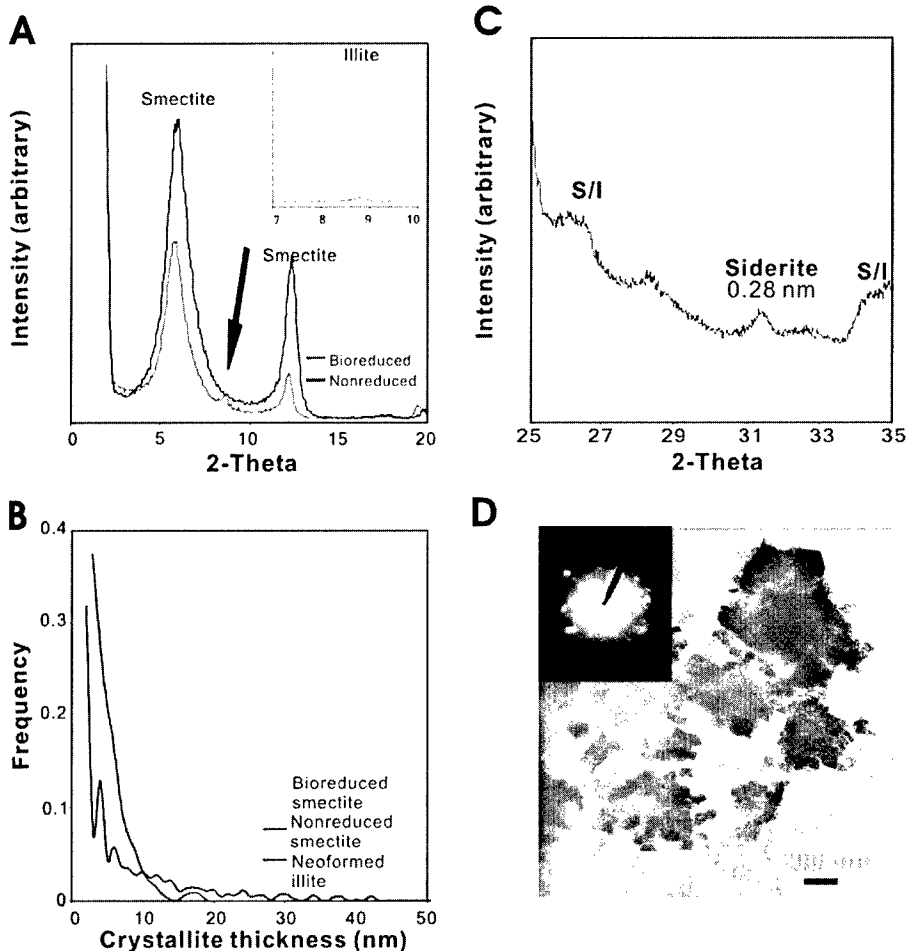 A
Intensity (arbitrary)
Illite
Smectite
7 8 9 10
Smectite
Bioreduced
Nonreduced
0 5 10 15 20
2-Theta
C
Intensity (arbitrary)
S/I
Siderite
0.28 nm
S/I
25 27 29 31 33 35
2-Theta
B
Frequency
0.4
0.3
0.2
0.1
0
Bioreduced
smectite
Nonreduced
smectite
Neoformed
illite
0 10 20 30 40 50
Crystallite thickness (nm)
D